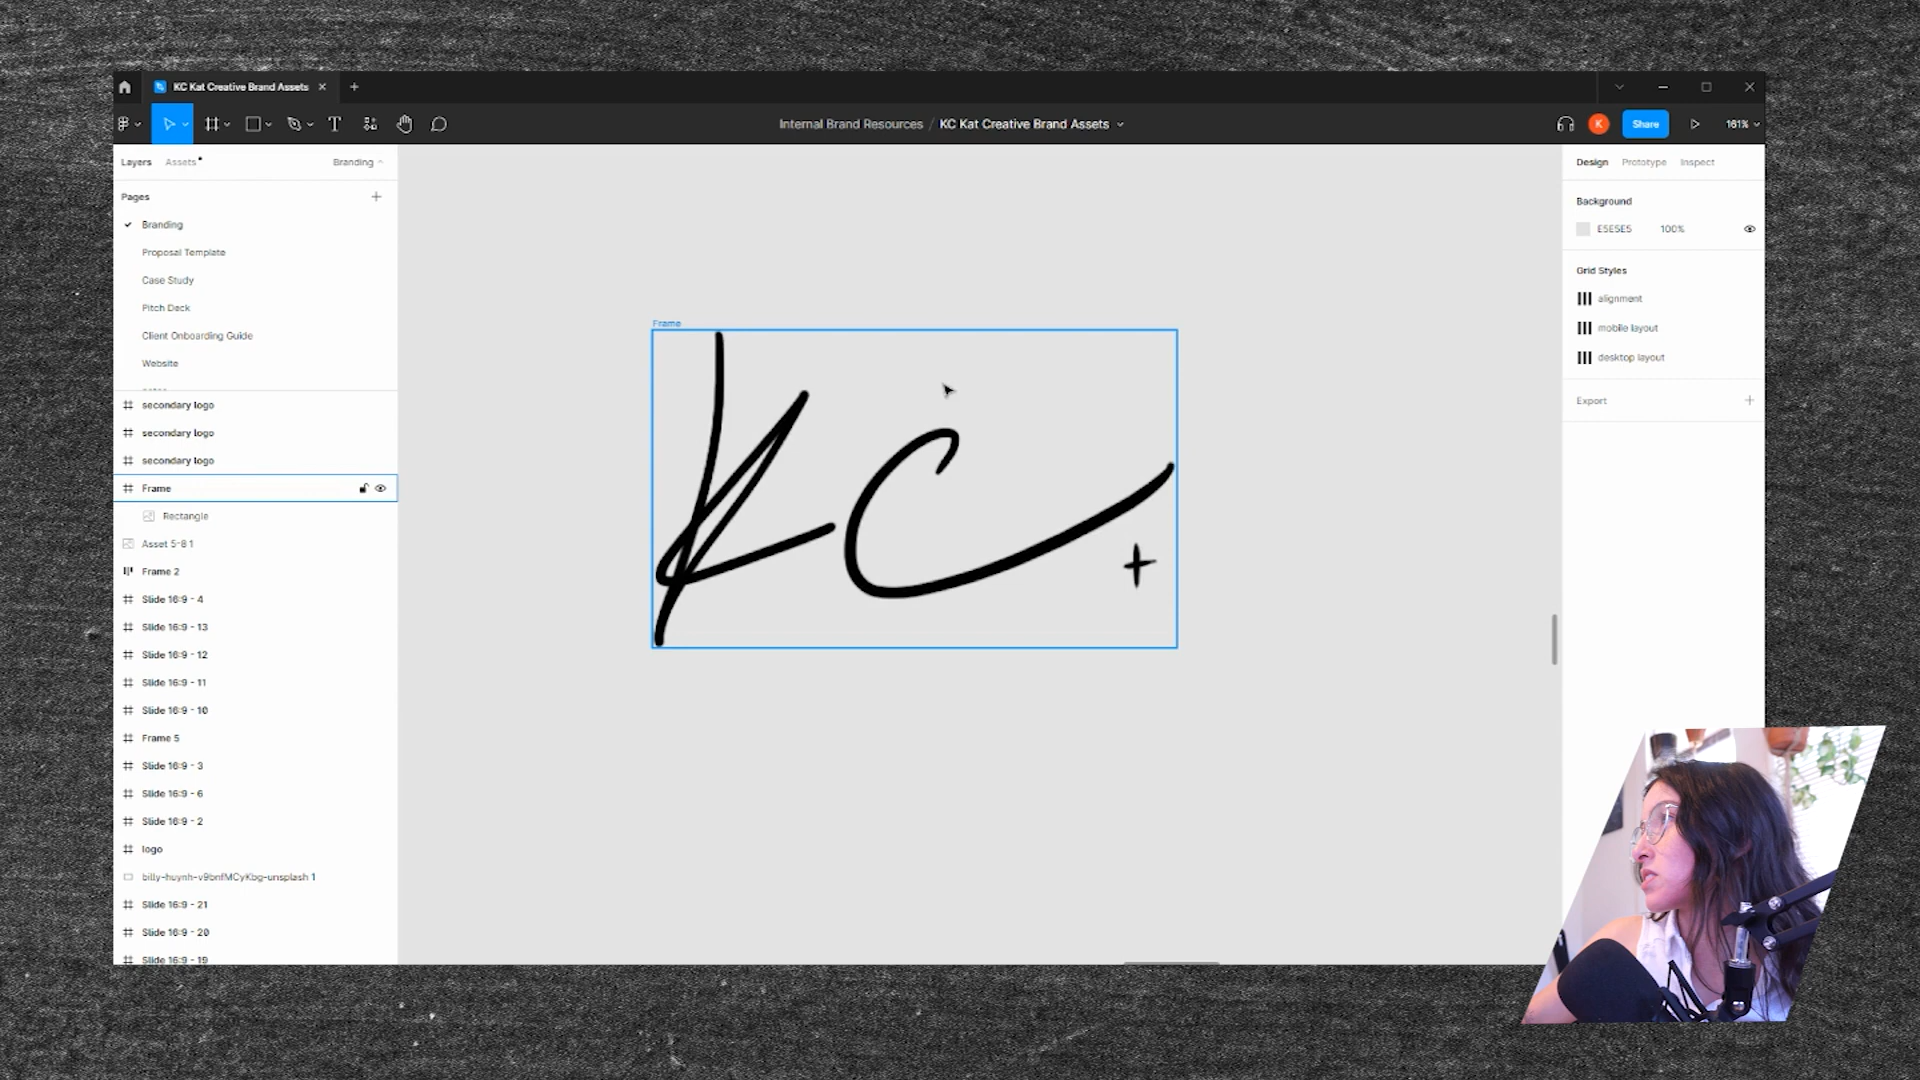 KC Kat Creative Brand Assets
Internal Brand Resources / KC Kat Creative Brand Assets
K
Share
161%
Layers
Assets
Branding
Pages
Branding
Proposal Template
Case Study
Pitch Deck
Client Onboarding Guide
Website
secondary logo
secondary logo
secondary logo
Frame
Rectangle
Asset 5-8 1
Frame 2
Slide 16:9 - 4
Slide 16:9 - 13
Slide 16:9 - 12
Slide 16:9 - 11
Slide 16:9 - 10
Frame 5
Slide 16:9 - 3
Slide 16:9 - 6
Slide 16:9 - 2
logo
billy-huynh-v9bnfMCyKbg-unsplash 1
Slide 16:9 - 21
Slide 16:9 - 20
Slide 16:9 - 19
Frame
KC
+
Design
Prototype
Inspect
Background
E5E5E5 100%
Grid Styles
alignment
mobile layout
desktop layout
Export